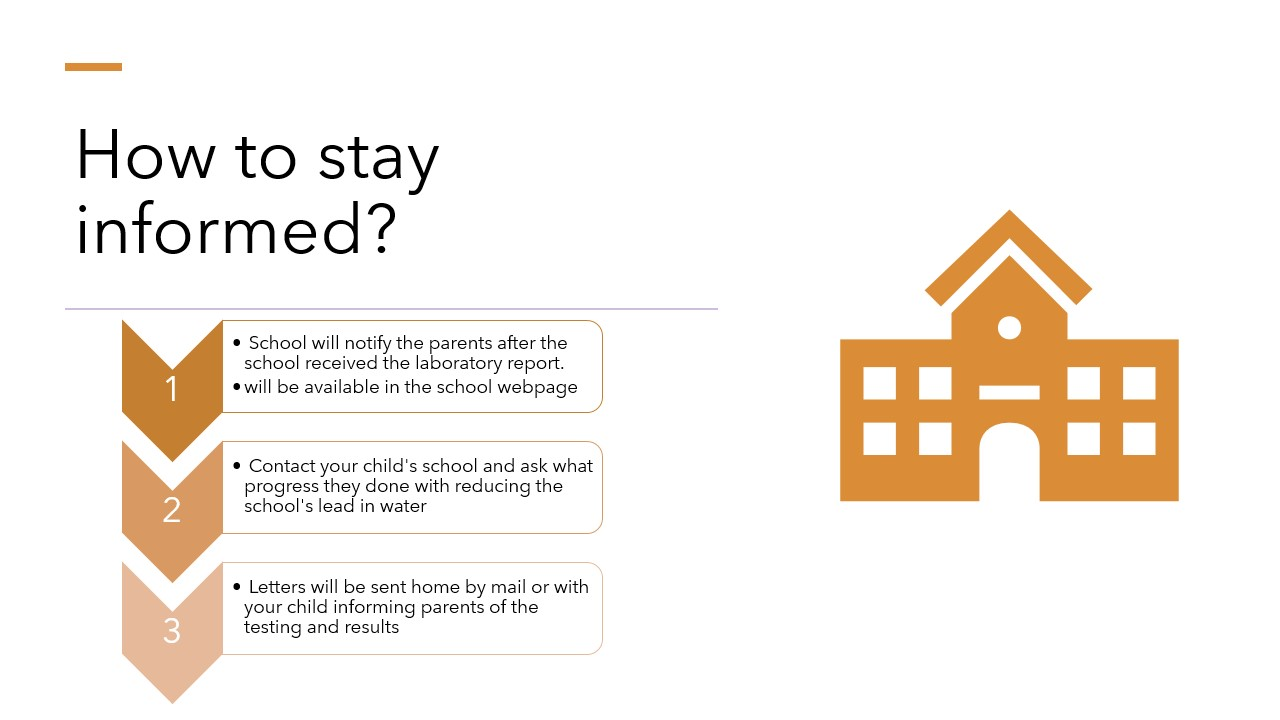 How to stay
informed?
1
• School will notify the parents after the
school received the laboratory report.
• will be available in the school webpage
2
• Contact your child's school and ask what
progress they done with reducing the
school's lead in water
3
• Letters will be sent home by mail or with
your child informing parents of the
testing and results